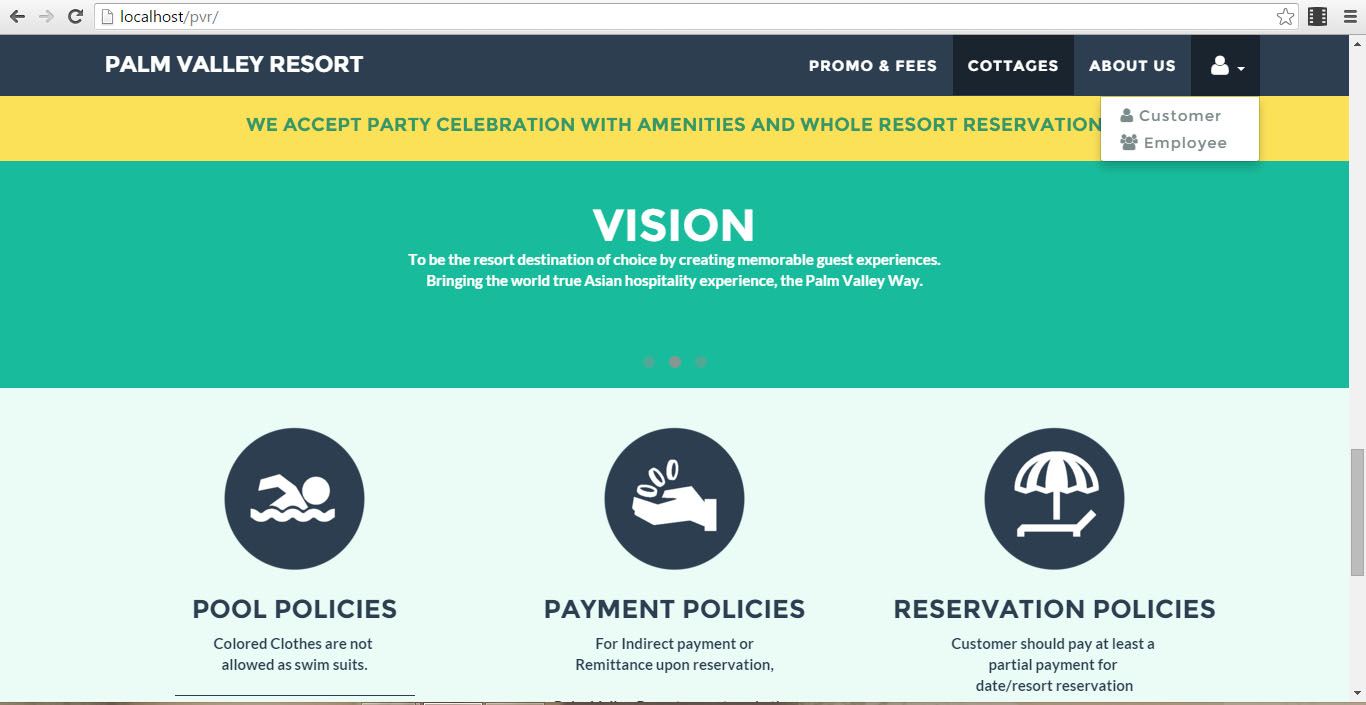 localhost/pvr/
PALM VALLEY RESORT
PROMO & FEES
COTTAGES
ABOUT US
Customer
Employee
WE ACCEPT PARTY CELEBRATION WITH AMENITIES AND WHOLE RESORT RESERVATION
VISION
To be the resort destination of choice by creating memorable guest experiences.
Bringing the world true Asian hospitality experience, the Palm Valley Way.
POOL POLICIES
Colored Clothes are not
allowed as swim suits.
PAYMENT POLICIES
For Indirect payment or
Remittance upon reservation,
RESERVATION POLICIES
Customer should pay at least a
partial payment for
date/resort reservation